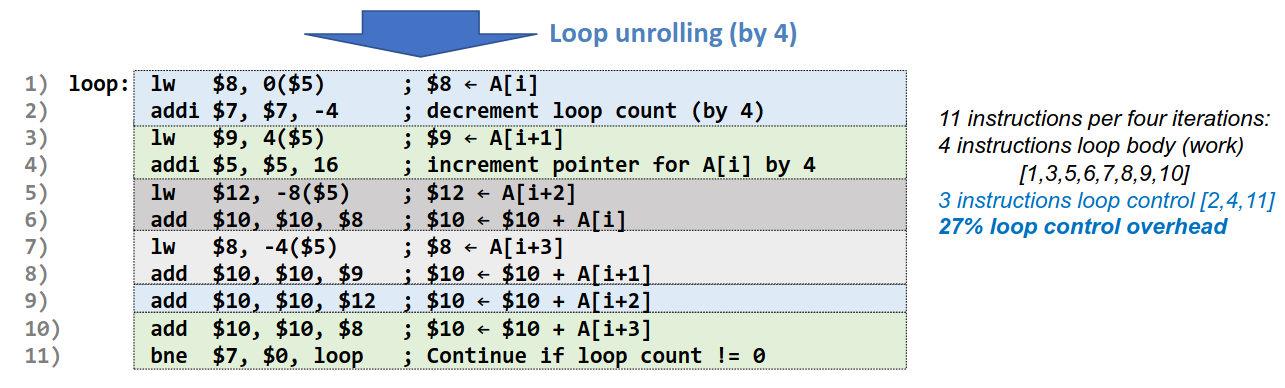 Loop unrolling (by 4)
1) loop: lw $8, 0($5) ; $8 ← A[i]
2) addi $7, $7, -4 ; decrement loop count (by 4)
3) lw $9, 4($5) ; $9 ← A[i+1]
4) addi $5, $5, 16 ; increment pointer for A[i] by 4
5) lw $12, -8($5) ; $12 ← A[i+2]
6) add $10, $10, $8 ; $10 ← $10 + A[i]
7) lw $8, -4($5) ; $8 ← A[i+3]
8) add $10, $10, $9 ; $10 ← $10 + A[i+1]
9) add $10, $10, $12 ; $10 ← $10 + A[i+2]
10) add $10, $10, $8 ; $10 ← $10 + A[i+3]
11) bne $7, $0, loop ; Continue if loop count != 0
11 instructions per four iterations:
4 instructions loop body (work)
[1,3,5,6,7,8,9,10]
3 instructions loop control [2,4,11]
27% loop control overhead